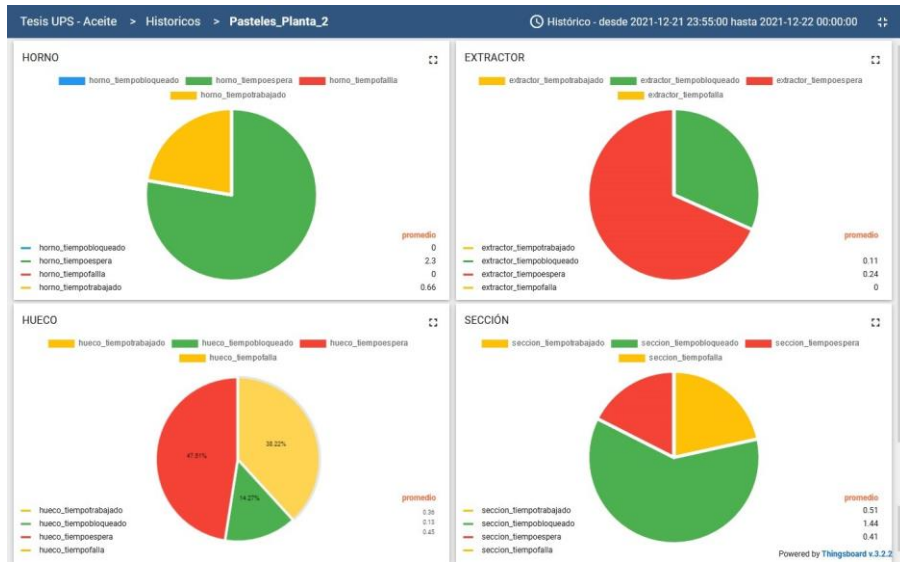 Tesis UPS - Aceite > Historicos > Pasteles_Planta_2
Histórico - desde 2021-12-21 23:55:00 hasta 2021-12-22 00:00:00
HORNO
horno_tiempobloqueado horno_tiempoespera horno_tiempofallla
horno_tiempotrabajado
promedio
horno_tiempobloqueado 0
horno_tiempoespera 2.3
horno_tiempofallla 0
horno_tiempotrabajado 0.66
EXTRACTOR
extractor_tiempotrabajado extractor_tiempobloqueado extractor_tiempoespera
extractor_tiempofalla
promedio
extractor_tiempotrabajado
extractor_tiempobloqueado 0.11
extractor_tiempoespera 0.24
extractor_tiempofalla 0
HUECO
hueco_tiempotrabajado hueco_tiempobloqueado hueco_tiempoespera
hueco_tiempofalla
38.22%
47.51%
14.27%
promedio
hueco_tiempotrabajado 0.36
hueco_tiempobloqueado 0.13
hueco_tiempoespera 0.45
hueco_tiempofalla
SECCIÓN
seccion_tiempotrabajado seccion_tiempobloqueado seccion_tiempoespera
seccion_tiempofalla
promedio
seccion_tiempotrabajado 0.51
seccion_tiempobloqueado 1.44
seccion_tiempoespera 0.41
seccion_tiempofalla
Powered by Thingsboard v.3.2.2